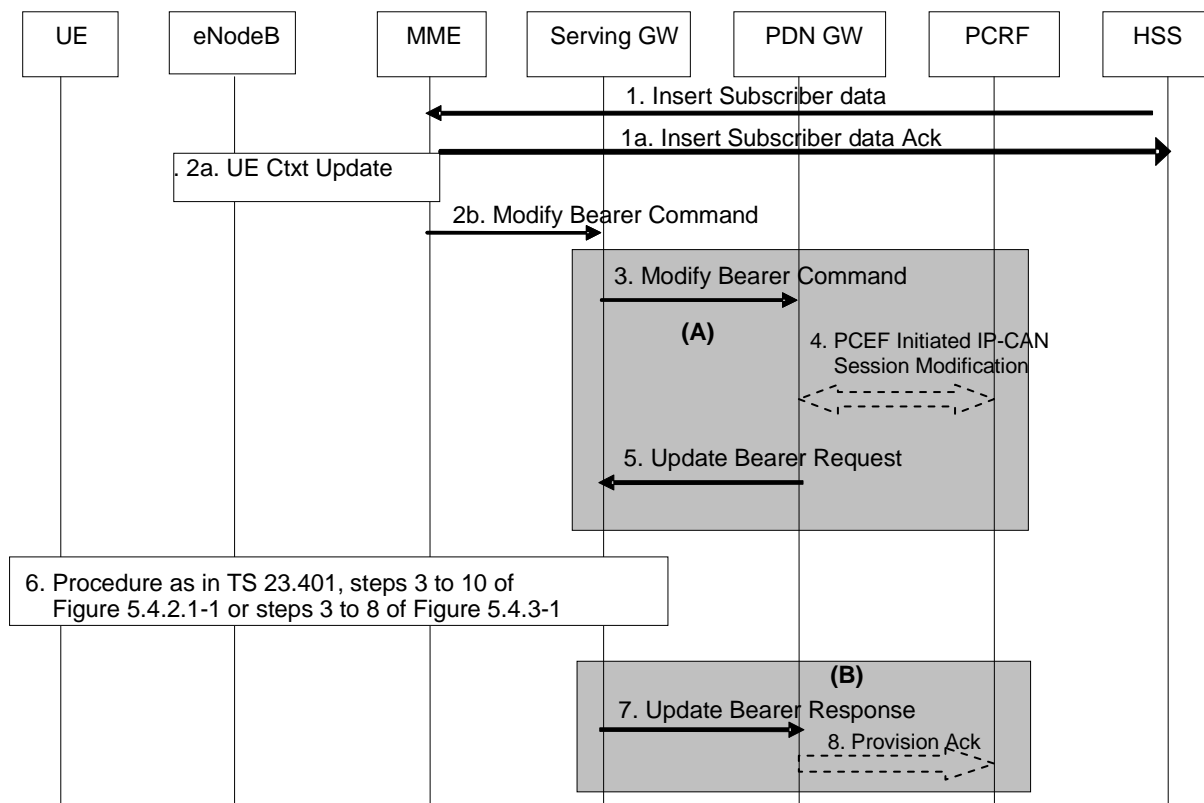 UE
eNodeB
MME
Serving GW
PDN GW
PCRF
HSS
1. Insert Subscriber data
1a. Insert Subscriber data Ack
. 2a. UE Ctxt Update
2b. Modify Bearer Command
3. Modify Bearer Command
(A)
4. PCEF Initiated IP-CAN
Session Modification
5. Update Bearer Request
6. Procedure as in TS 23.401, steps 3 to 10 of
Figure 5.4.2.1-1 or steps 3 to 8 of Figure 5.4.3-1
(B)
7. Update Bearer Response
8. Provision Ack